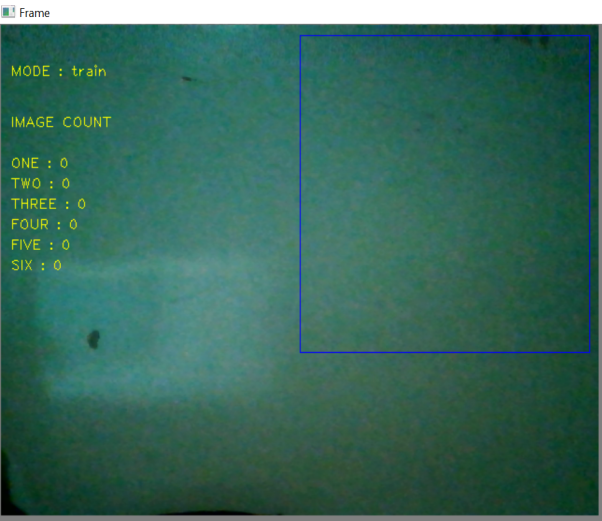 Frame
MODE : train
IMAGE COUNT
ONE : 0
TWO : 0
THREE : 0
FOUR : 0
FIVE : 0
SIX : 0